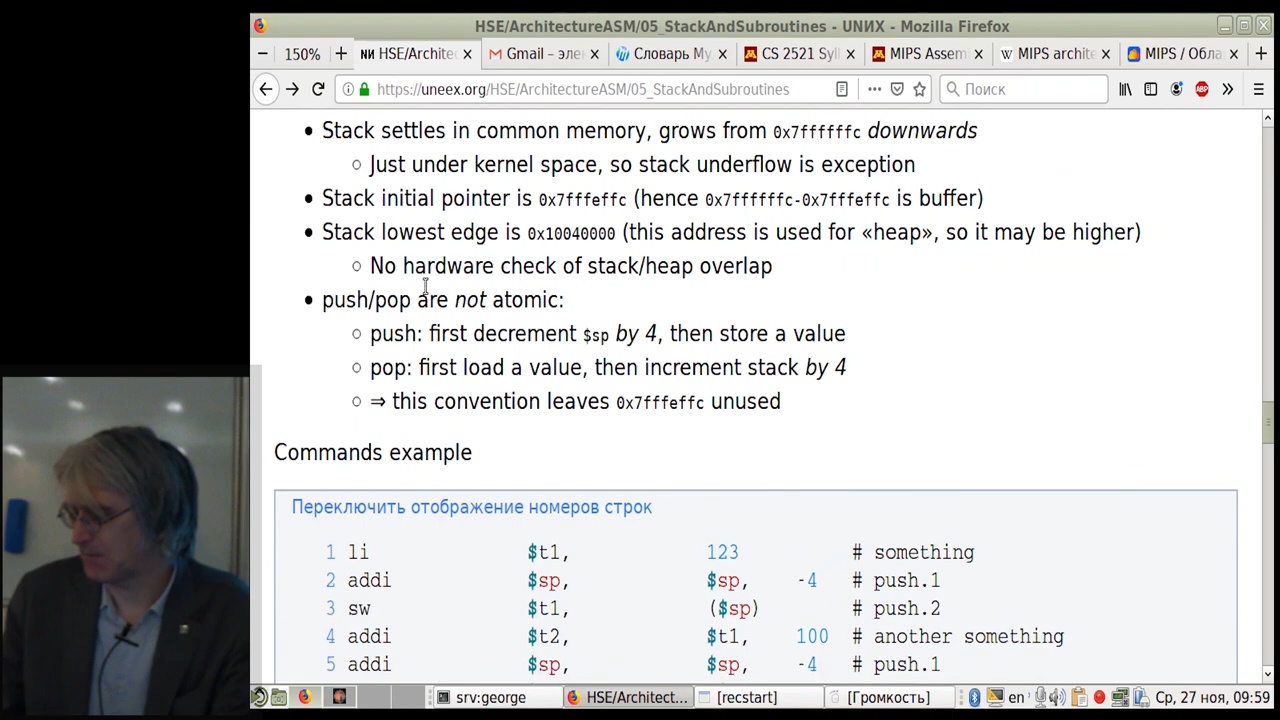 HSE/ArchitectureASM/05_StackAndSubroutines - UNИX - Mozilla Firefox
150% ИИ HSE/Architec Gmail – эле Словарь Му CS 2521 Syl MIPS Assem MIPS archite MIPS / Обла
https://uneex.org/HSE/ArchitectureASM/05_StackAndSubroutines Поиск ABP
• Stack settles in common memory, grows from 0x7ffffffc downwards
○ Just under kernel space, so stack underflow is exception
• Stack initial pointer is 0x7fffeffc (hence 0x7ffffffc-0x7fffeffc is buffer)
• Stack lowest edge is 0x10040000 (this address is used for «heap», so it may be higher)
○ No hardware check of stack/heap overlap
• push/pop are not atomic:
○ push: first decrement $sp by 4, then store a value
○ pop: first load a value, then increment stack by 4
○ ⇒ this convention leaves 0x7fffeffc unused
Commands example
Переключить отображение номеров строк
1 li $t1, 123 # something
2 addi $sp, $sp, -4 # push.1
3 sw $t1, ($sp) # push.2
4 addi $t2, $t1, 100 # another something
5 addi $sp, $sp, -4 # push.1
srv:george HSE/Architect... [recstart] [Громкость] en Ср, 27 ноя, 09:59